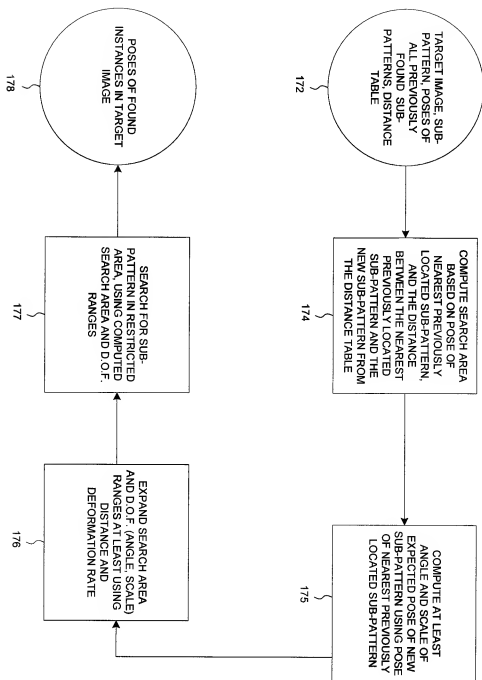 TARGET IMAGE, SUB-
PATTERN, POSES OF
ALL PREVIOUSLY
FOUND SUB-
PATTERNS, DISTANCE
TABLE
172
COMPUTE SEARCH AREA
BASED ON POSE OF
NEAREST PREVIOUSLY
LOCATED SUB-PATTERN,
AND THE DISTANCE
BETWEEN THE NEAREST
PREVIOUSLY LOCATED
SUB-PATTERN AND THE
NEW SUB-PATTERN FROM
THE DISTANCE TABLE
174
COMPUTE AT LEAST
ANGLE AND SCALE OF
EXPECTED POSE OF NEW
SUB-PATTERN USING POSE
OF NEAREST PREVIOUSLY
LOCATED SUB-PATTERN
175
EXPAND SEARCH AREA
AND D.O.F. (ANGLE, SCALE)
RANGES AT LEAST USING
DISTANCE AND
DEFORMATION RATE
176
SEARCH FOR SUB-
PATTERN IN RESTRICTED
AREA, USING COMPUTED
SEARCH AREA AND D.O.F.
RANGES
177
POSES OF FOUND
INSTANCES IN TARGET
IMAGE
178